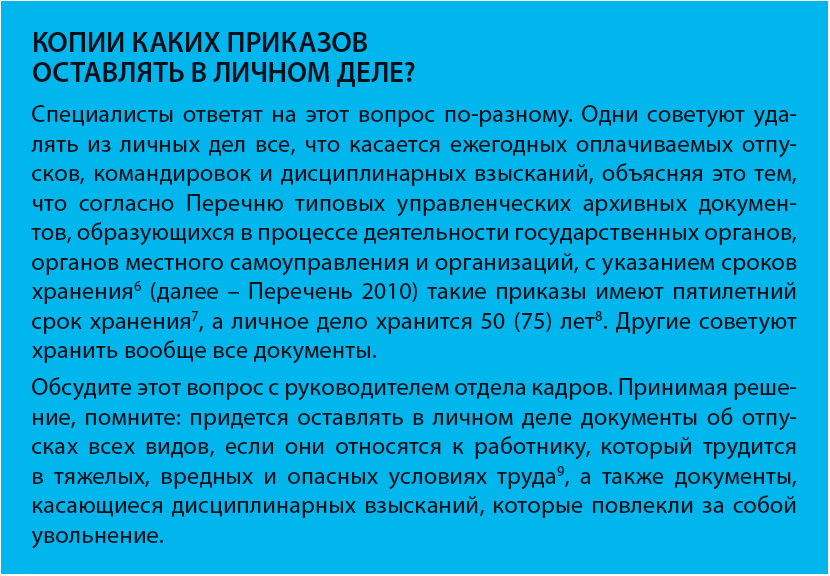 КОПИИ КАКИХ ПРИКАЗОВ
ОСТАВЛЯТЬ В ЛИЧНОМ ДЕЛЕ?
Специалисты ответят на этот вопрос по-разному. Одни советуют уда-
лять из личных дел все, что касается ежегодных оплачиваемых отпу-
сков, командировок и дисциплинарных взысканий, объясняя это тем,
что согласно Перечню типовых управленческих архивных докумен-
тов, образующихся в процессе деятельности государственных органов,
органов местного самоуправления и организаций, с указанием сроков
хранения⁶ (далее – Перечень 2010) такие приказы имеют пятилетний
срок хранения⁷, а личное дело хранится 50 (75) лет⁸. Другие советуют
хранить вообще все документы.
Обсудите этот вопрос с руководителем отдела кадров. Принимая реше-
ние, помните: придется оставлять в личном деле документы об отпу-
сках всех видов, если они относятся к работнику, который трудится
в тяжелых, вредных и опасных условиях труда⁹, а также документы,
касающиеся дисциплинарных взысканий, которые повлекли за собой
увольнение.